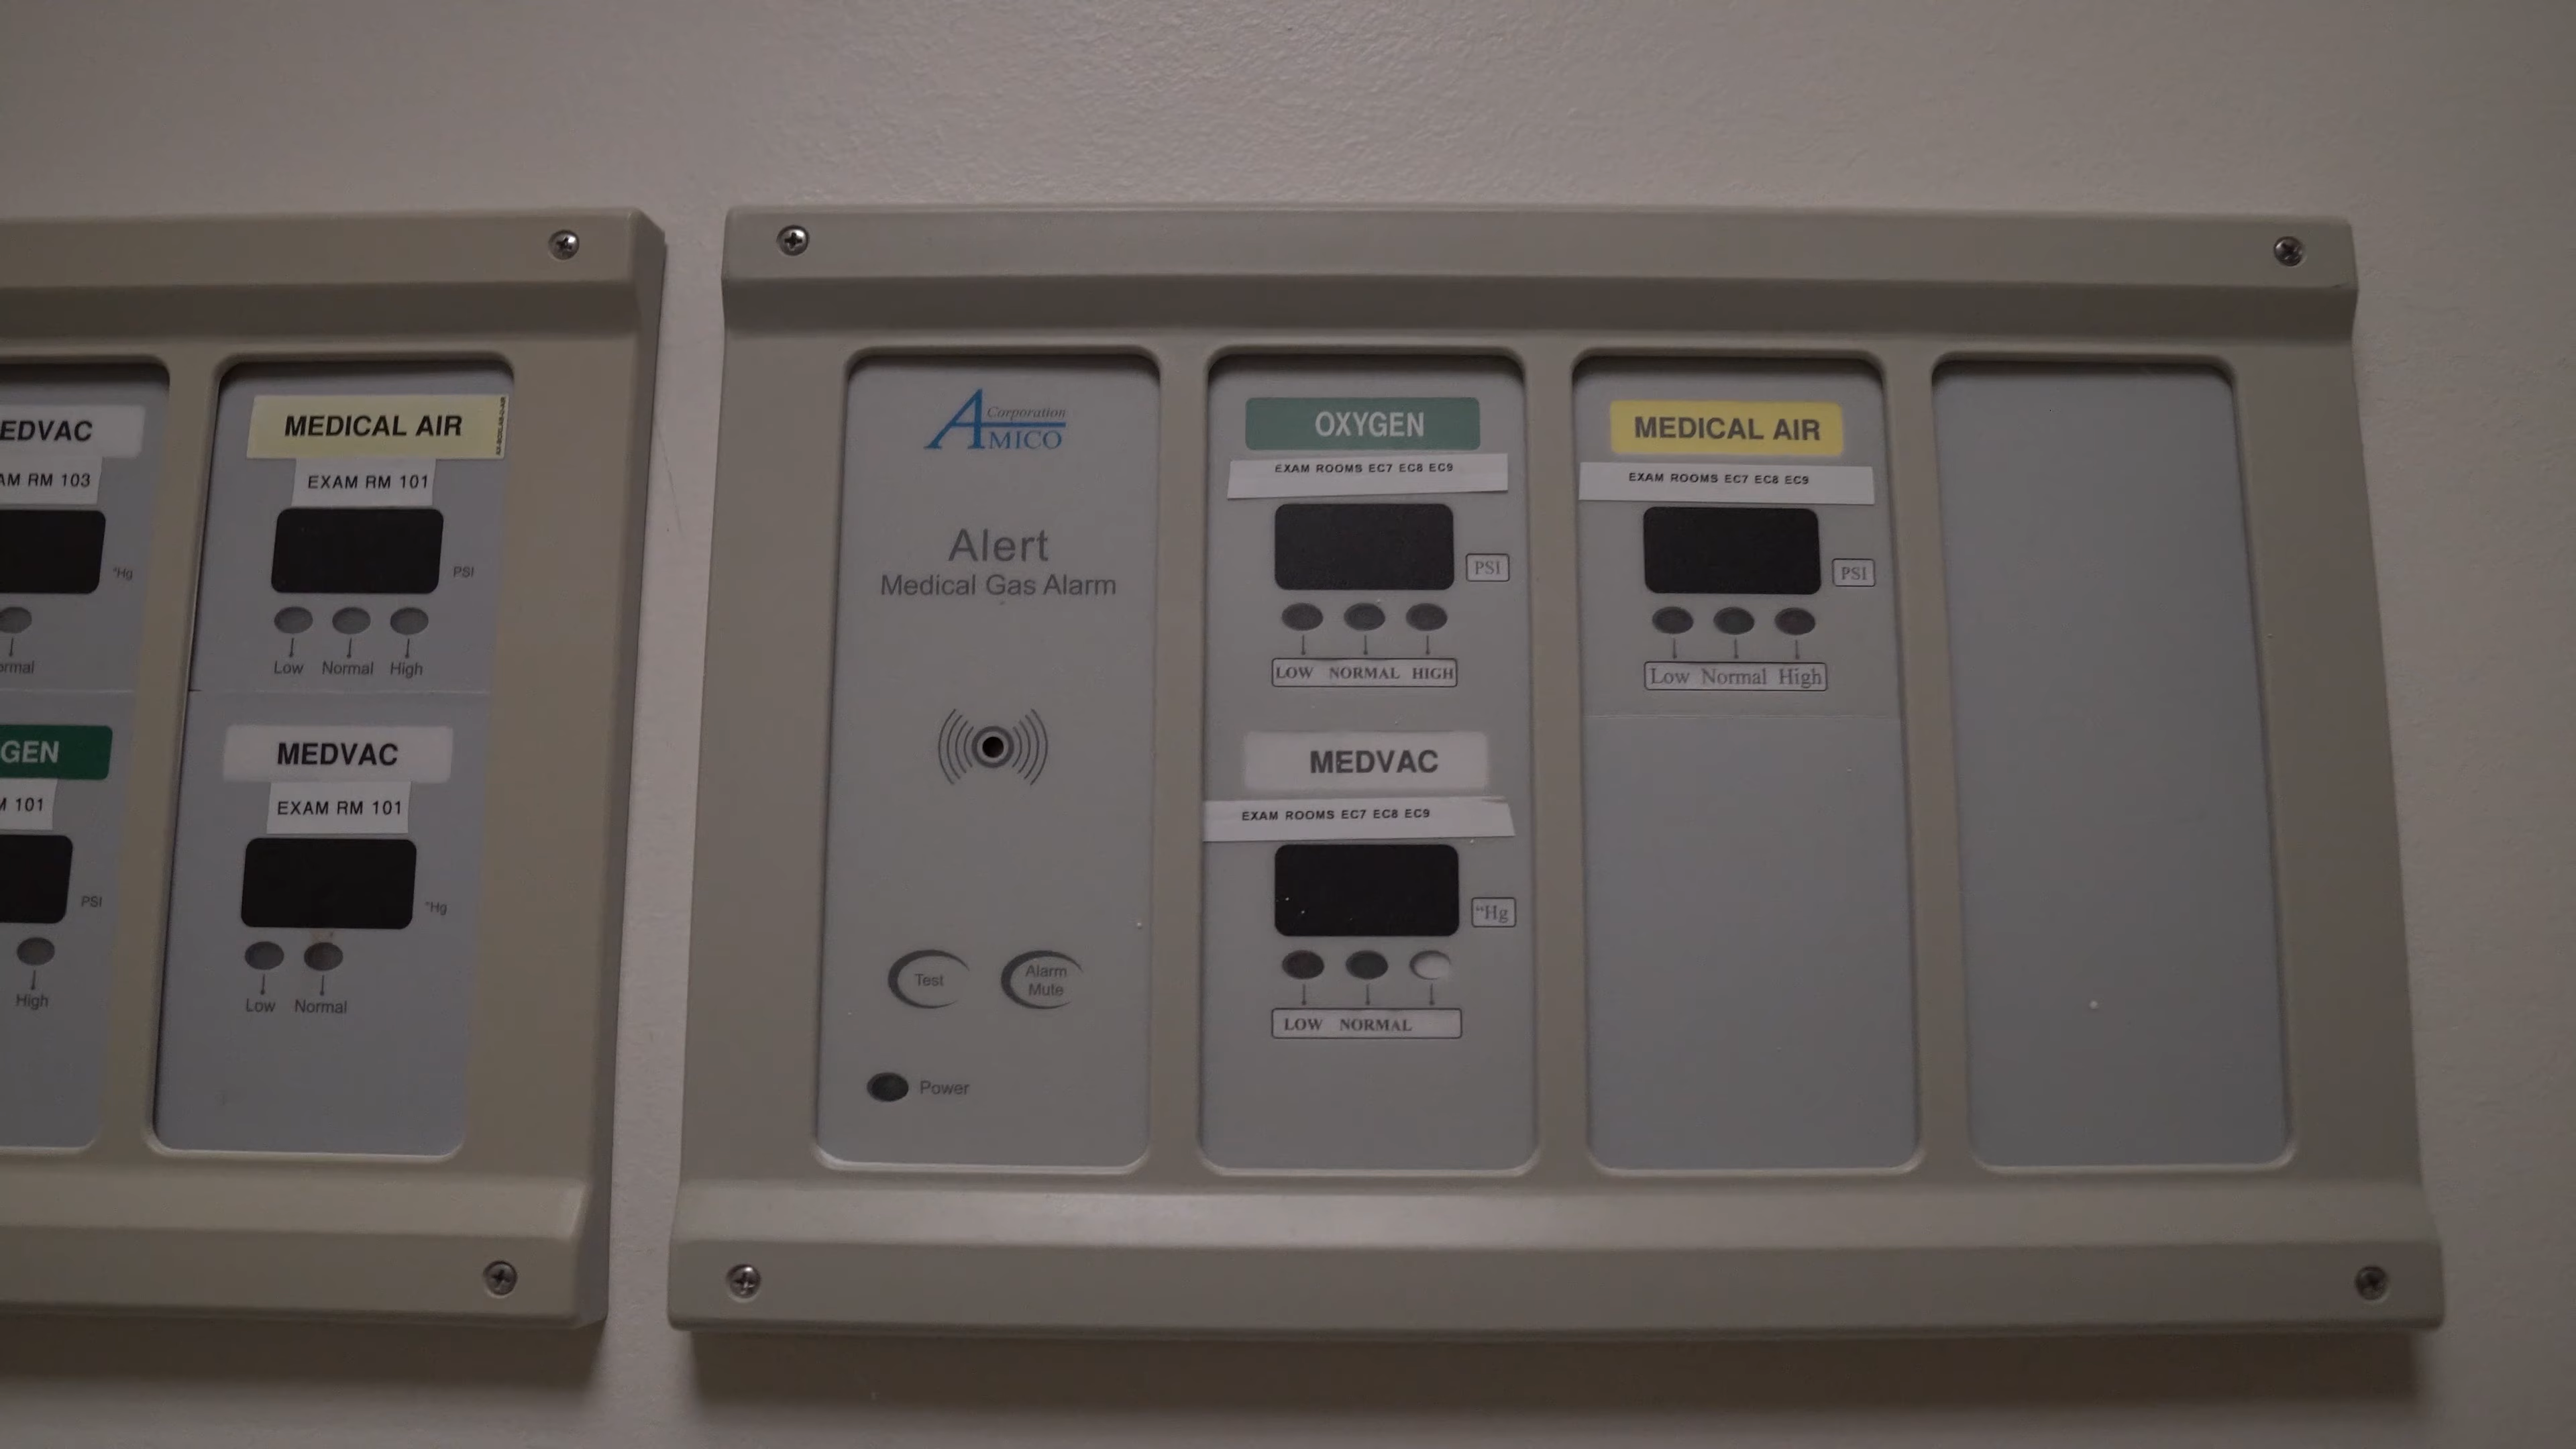 EDVAC
AM RM 103
"Hg
ormal
GEN
M 101
PSI
High
MEDICAL AIR
EXAM RM 101
PSI
Low Normal High
MEDVAC
EXAM RM 101
"Hg
Low Normal
Corporation
AMICO
Alert
Medical Gas Alarm
Test
Alarm
Mute
Power
OXYGEN
EXAM ROOMS EC7 EC8 EC9
PSI
LOW NORMAL HIGH
MEDVAC
EXAM ROOMS EC7 EC8 EC9
"Hg
LOW NORMAL
MEDICAL AIR
EXAM ROOMS EC7 EC8 EC9
PSI
Low Normal High